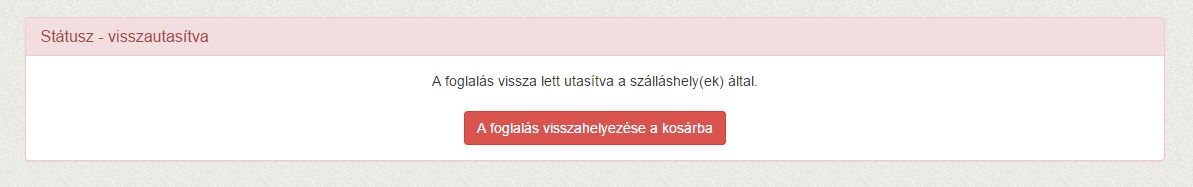 Státusz - visszautasítva
A foglalás vissza lett utasítva a szálláshely(ek) által.
A foglalás visszahelyezése a kosárba